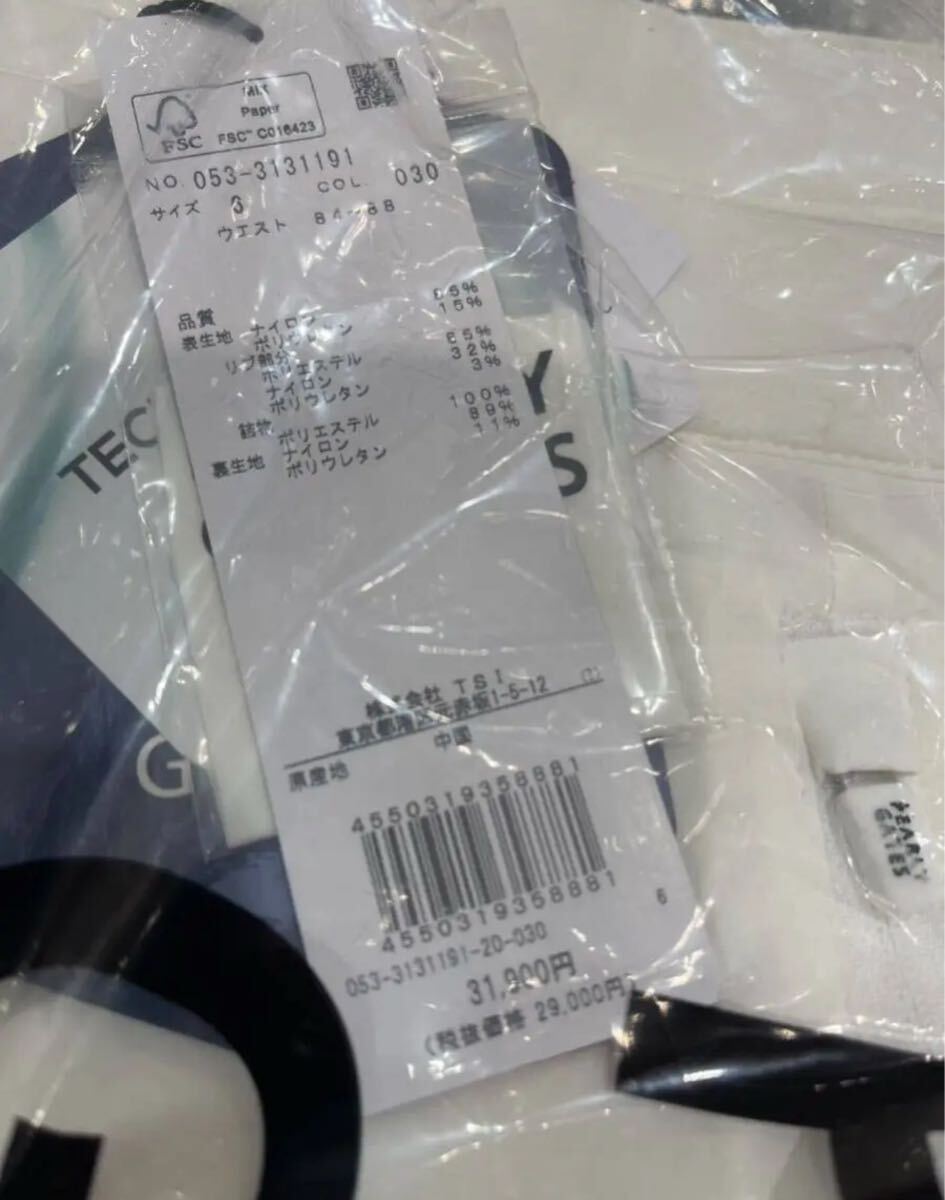 MIX
Paper
FSC™ C016423
FSC
NO. 053-3131191 COL. 030
サイズ 6
ウエスト 84-88
品質
表生地 ナイロン 85%
ポリウレタン 15%
リブ部分
ポリエステル 65%
ナイロン 32%
ポリウレタン 3%
詰物 ポリエステル 100%
裏生地 ナイロン 89%
ポリウレタン 11%
株式会社 TSI
東京都港区元赤坂1-5-12 (1)
原産地 中国
4550319358881
4550319358881
6
053-3131191-20-030
31,900円
(税抜価格 29,000円)
TEC
Y
S
G
PEARLY
GATES